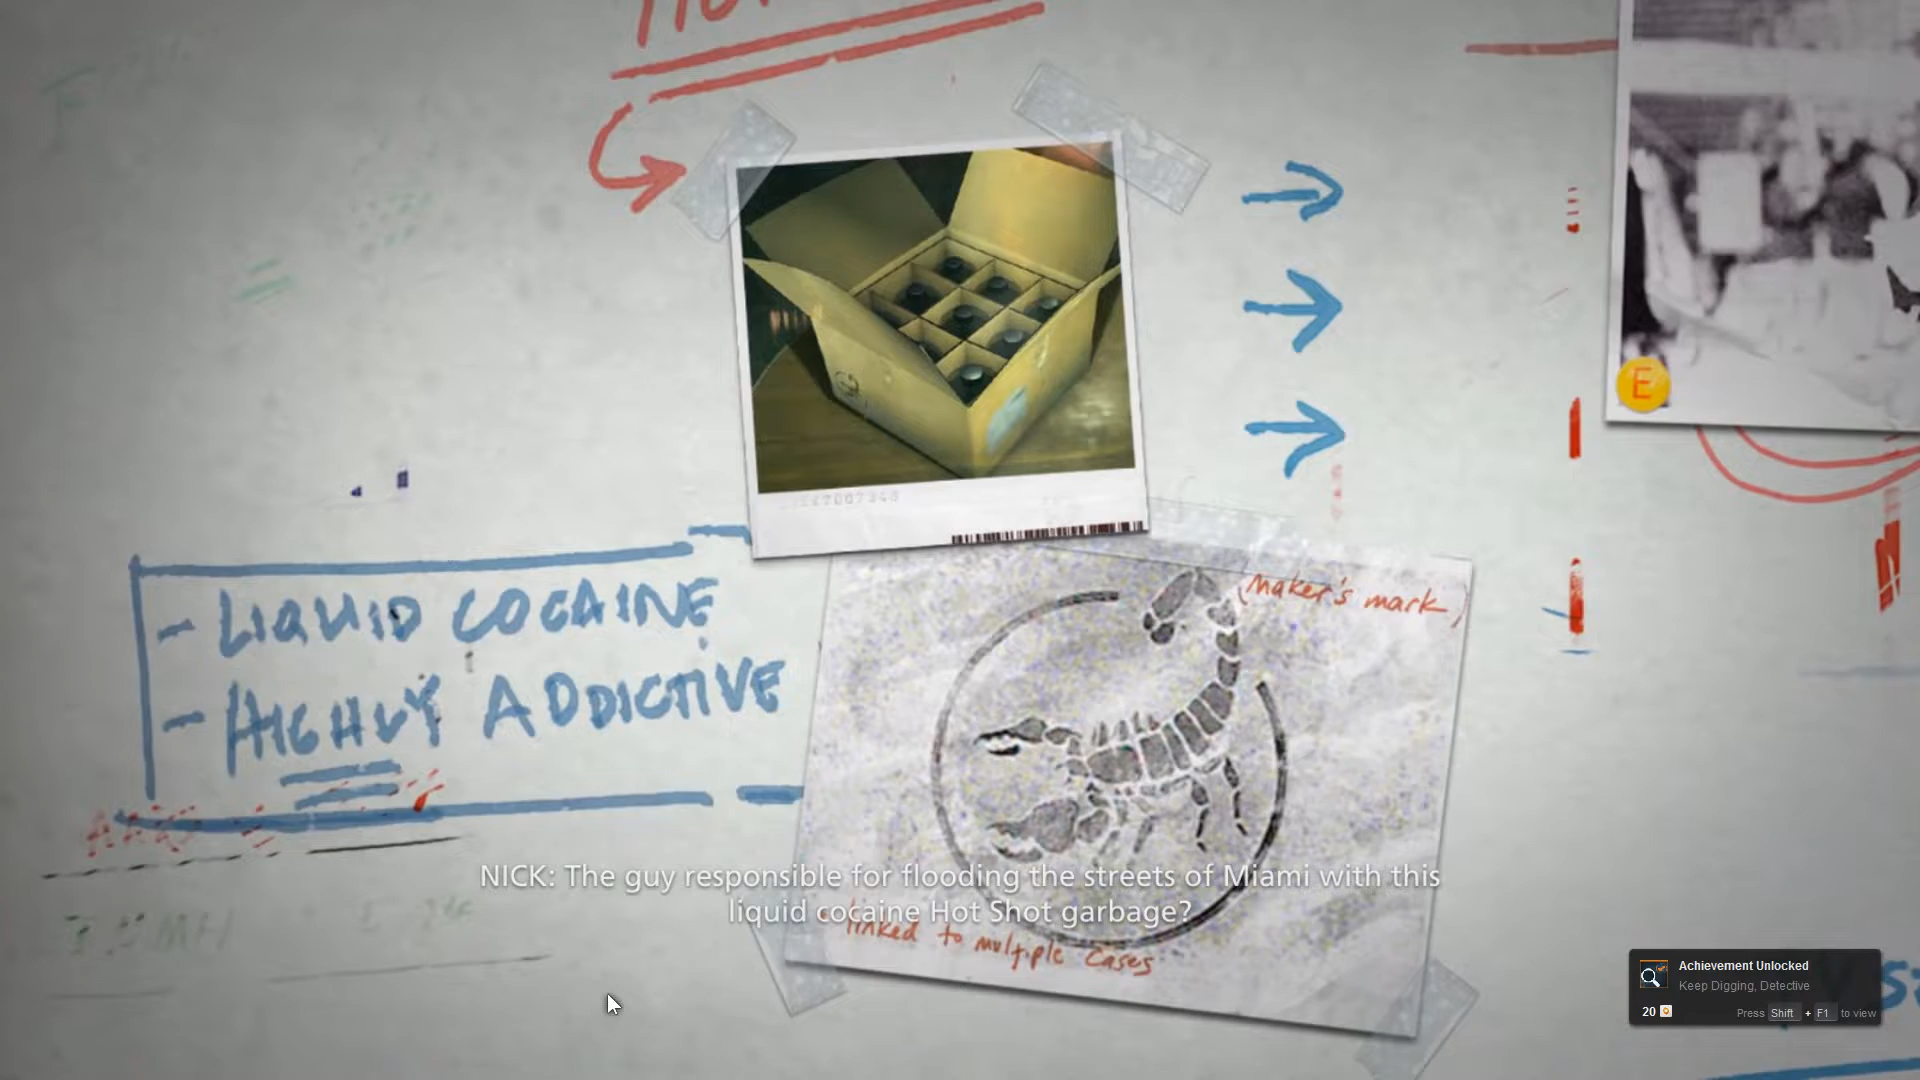 E
- LIQUID COCAINE
- HIGHLY ADDICTIVE
(Maker's mark)
NICK: The guy responsible for flooding the streets of Miami with this
liquid cocaine Hot Shot garbage?
linked to multiple cases
Achievement Unlocked
Keep Digging, Detective
20
Press Shift + F1 to view